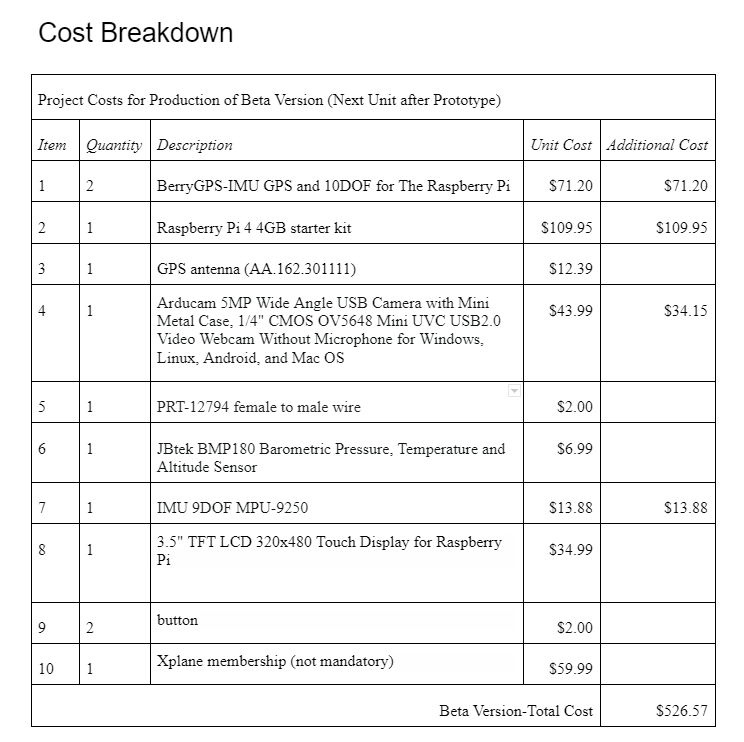 Cost Breakdown
Project Costs for Production of Beta Version (Next Unit after Prototype)
Item Quantity Description Unit Cost Additional Cost
1 2 BerryGPS-IMU GPS and 10DOF for The Raspberry Pi $71.20 $71.20
2 1 Raspberry Pi 4 4GB starter kit $109.95 $109.95
3 1 GPS antenna (AA.162.301111) $12.39
4 1 Arducam 5MP Wide Angle USB Camera with Mini $43.99 $34.15
Metal Case, 1/4" CMOS OV5648 Mini UVC USB2.0
Video Webcam Without Microphone for Windows,
Linux, Android, and Mac OS
5 1 PRT-12794 female to male wire $2.00
6 1 JBtek BMP180 Barometric Pressure, Temperature and $6.99
Altitude Sensor
7 1 IMU 9DOF MPU-9250 $13.88 $13.88
8 1 3.5" TFT LCD 320x480 Touch Display for Raspberry $34.99
Pi
9 2 button $2.00
10 1 Xplane membership (not mandatory) $59.99
Beta Version-Total Cost $526.57